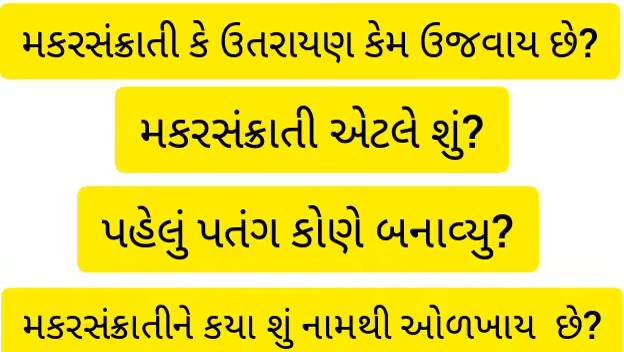 મકરસંક્રાતી કે ઉતરાયણ કેમ ઉજવાય છે?
મકરસંક્રાતી એટલે શું?
પહેલું પતંગ કોણે બનાવ્યુ?
મકરસંક્રાતીને કયા શું નામથી ઓળખાય છે?